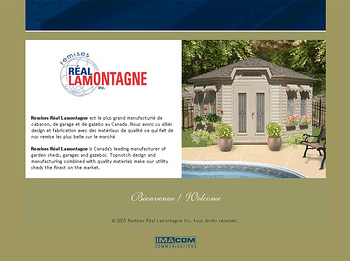 remises
RÉAL
LAMONTAGNE
inc.
Remises Réal Lamontagne est le plus grand manufacturié de
cabanon, de garage et de gazebo au Canada .Nous avons su alliés
design et fabrication avec des matériaux de qualité ce qui fait de
nos remise les plus belle sur le marché
Remises Réal Lamontagne is Canada's leading manufacturer of
garden sheds, garages and gazebos. Topnotch design and
manufacturing combined with quality materials make our utility
sheds the finest on the market.
Bienvenue / Welcome
© 2005 Remises Réal Lamontagne Inc. tous droits réservés.
IMACOM
COMMUNICATIONS